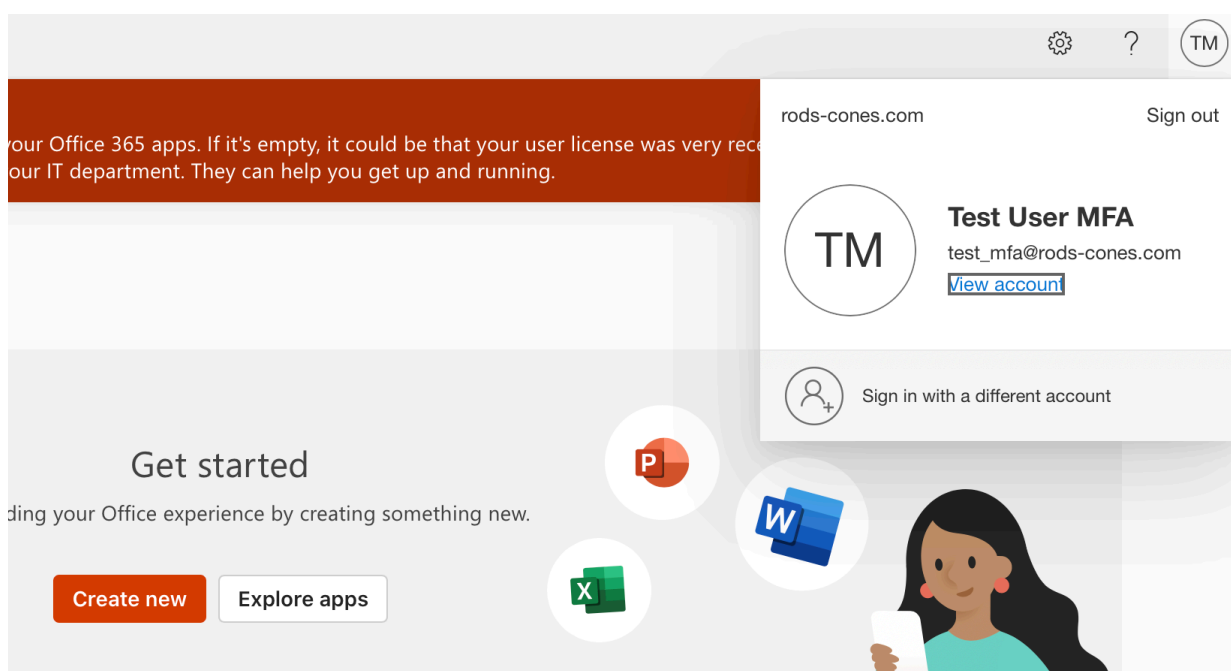 TM
your Office 365 apps. If it's empty, it could be that your user license was very
our IT department. They can help you get up and running.
rods-cones.com
Sign out
TM
Test User MFA
test_mfa@rods-cones.com
View account
Sign in with a different account
Get started
your Office experience by creating something new.
Create new
Explore apps
P
W
X